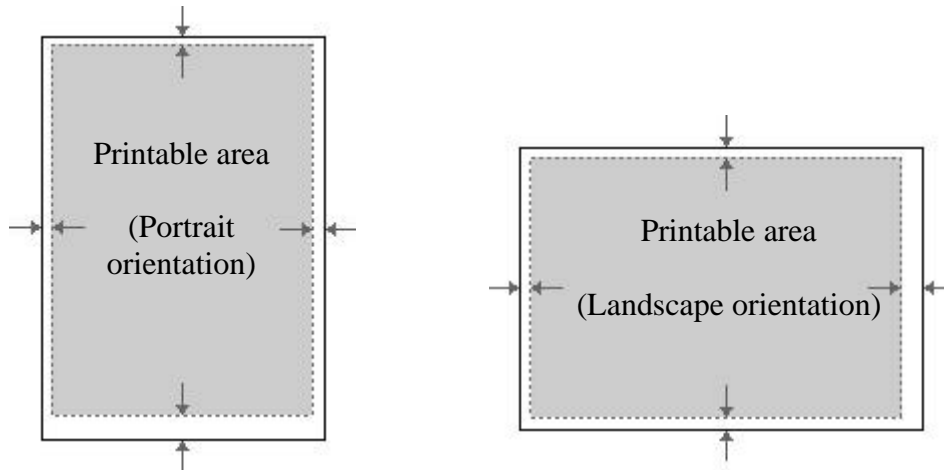 Printable area
(Portrait
orientation)
Printable area
(Landscape orientation)